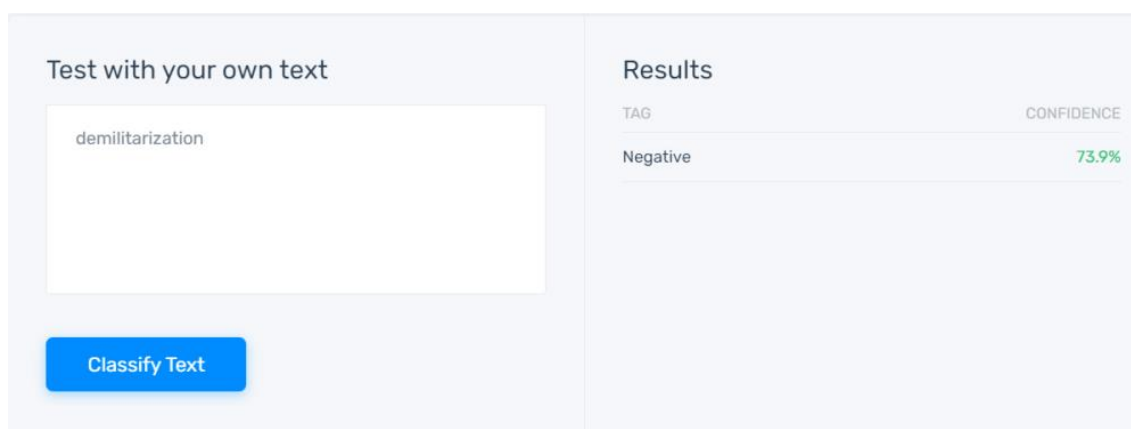 Test with your own text
demilitarization
Classify Text
Results
TAG CONFIDENCE
Negative 73.9%